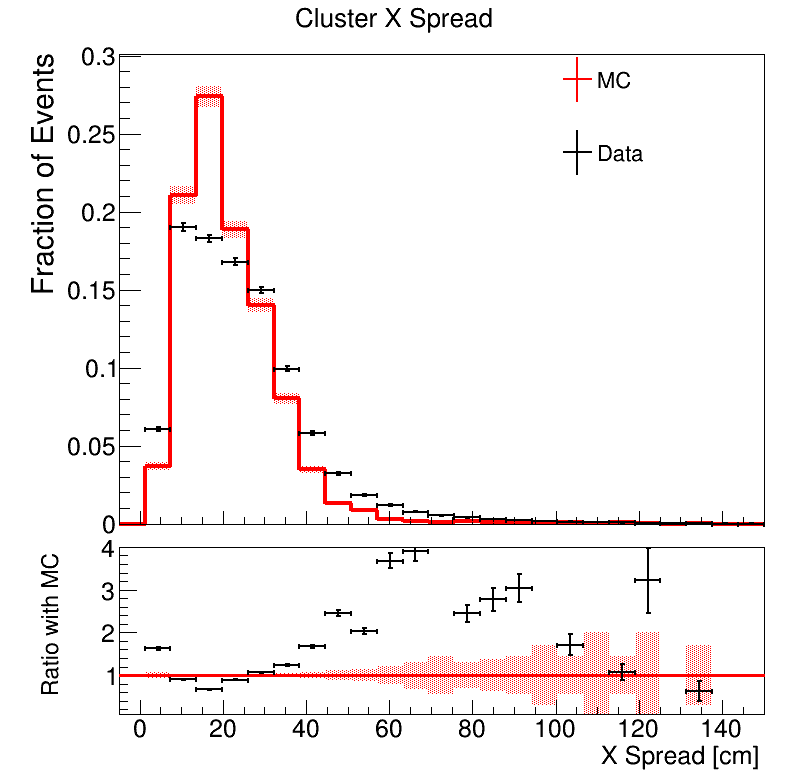 Cluster X Spread
Fraction of Events
0.3
0.25
0.2
0.15
0.1
0.05
0
MC
Data
Ratio with MC
4
3
2
1
0 20 40 60 80 100 120 140
X Spread [cm]